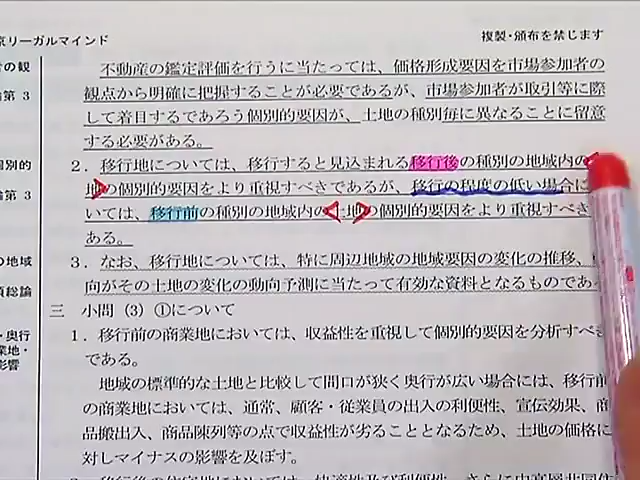 京リーガルマインド
複製・頒布を禁じます
の観
論第 3
別的
論第 3
の地域
頁総論
・奥行
業地・
影響
不動産の鑑定評価を行うに当たっては、価格形成要因を市場参加者の
観点から明確に把握することが必要であるが、市場参加者が取引等に際
して着目するであろう個別的要因が、土地の種別毎に異なることに留意
する必要がある。
2．移行地については、移行すると見込まれる移行後の種別の地域内の
地の個別的要因をより重視すべきであるが、移行の程度の低い場合に
いては、移行前の種別の地域内の土地の個別的要因をより重視すべき
ある。
3．なお、移行地については、特に周辺地域の地域要因の変化の推移、
向がその土地の変化の動向予測に当たって有効な資料となるものであ
三 小問（3）①について
1．移行前の商業地においては、収益性を重視して個別的要因を分析すべ
である。
地域の標準的な土地と比較して間口が狭く奥行が広い場合には、移行前
の商業地においては、通常、顧客・従業員の出入の利便性、宣伝効果、商
品搬出入、商品陳列等の点で収益性が劣ることとなるため、土地の価格に
対しマイナスの影響を及ぼす。